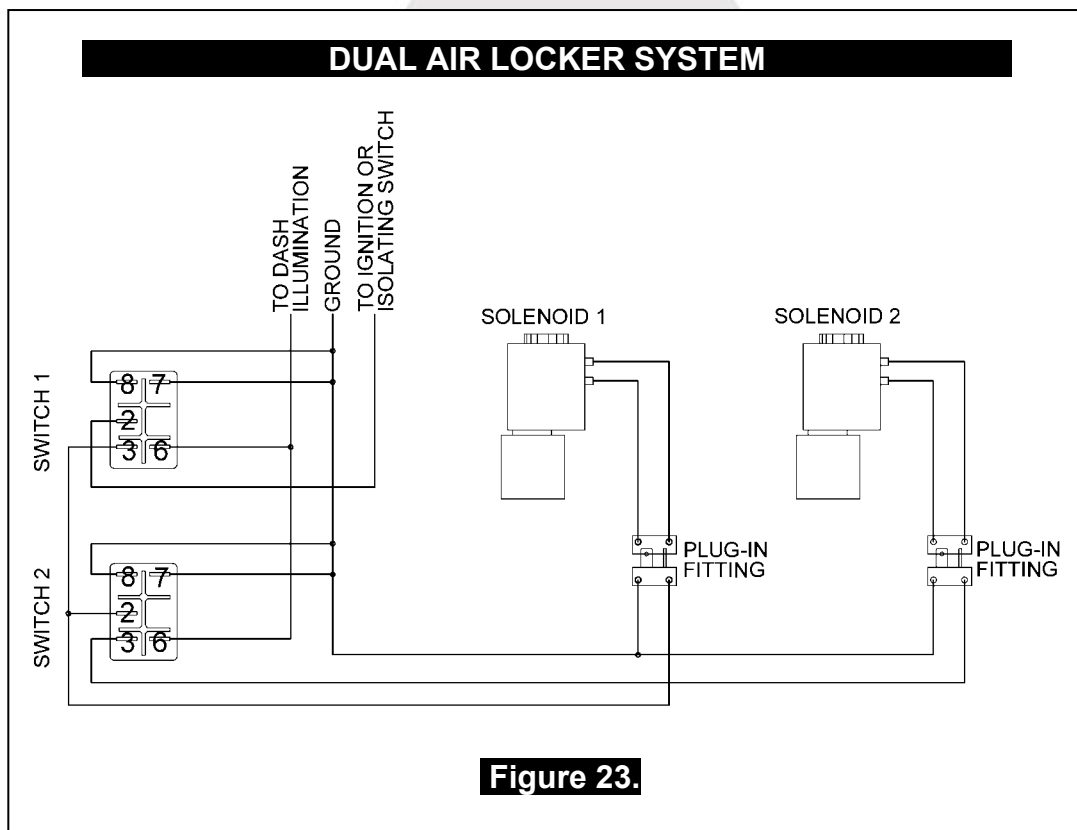 DUAL AIR LOCKER SYSTEM
TO DASH
ILLUMINATION
GROUND
TO IGNITION OR
ISOLATING SWITCH
SOLENOID 1
SOLENOID 2
SWITCH 1
8 7
2
3 6
SWITCH 2
8 7
2
3 6
PLUG-IN
FITTING
PLUG-IN
FITTING
Figure 23.